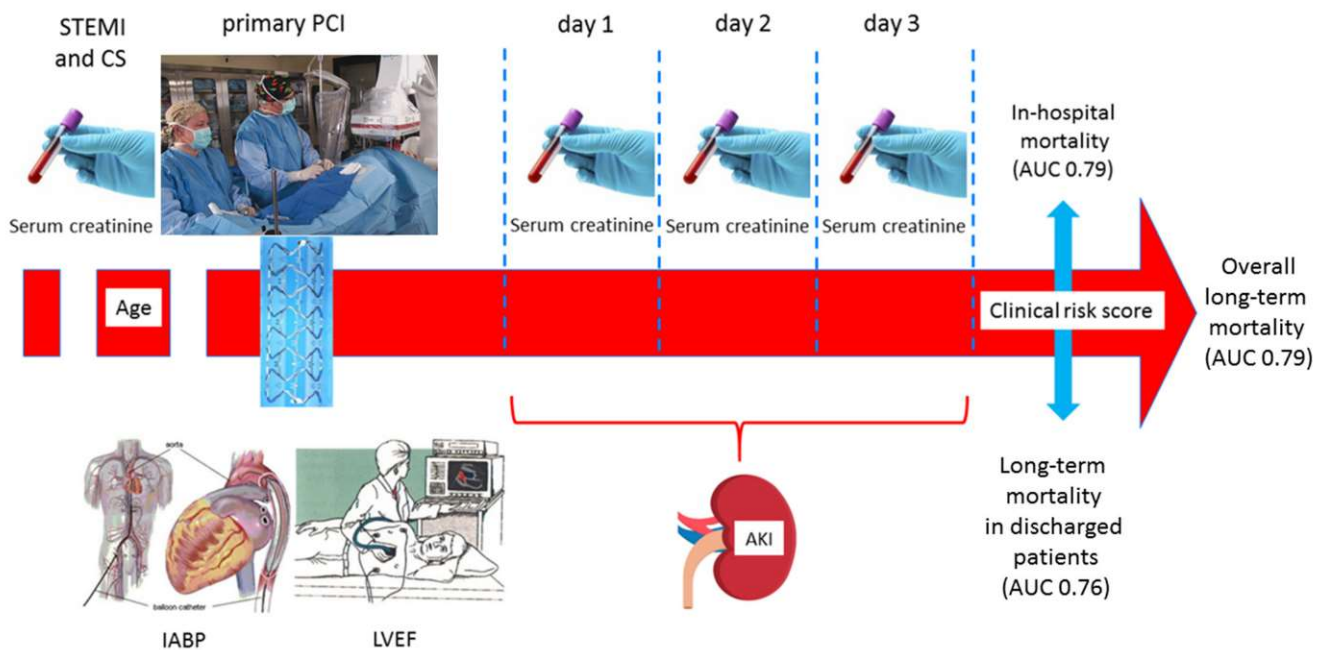 STEMI
and CS
primary PCI
day 1
day 2
day 3
Serum creatinine
Serum creatinine
Serum creatinine
Serum creatinine
In-hospital
mortality
(AUC 0.79)
Age
Clinical risk score
Overall
long-term
mortality
(AUC 0.79)
aorta
balloon catheter
IABP
LVEF
AKI
Long-term
mortality
in discharged
patients
(AUC 0.76)